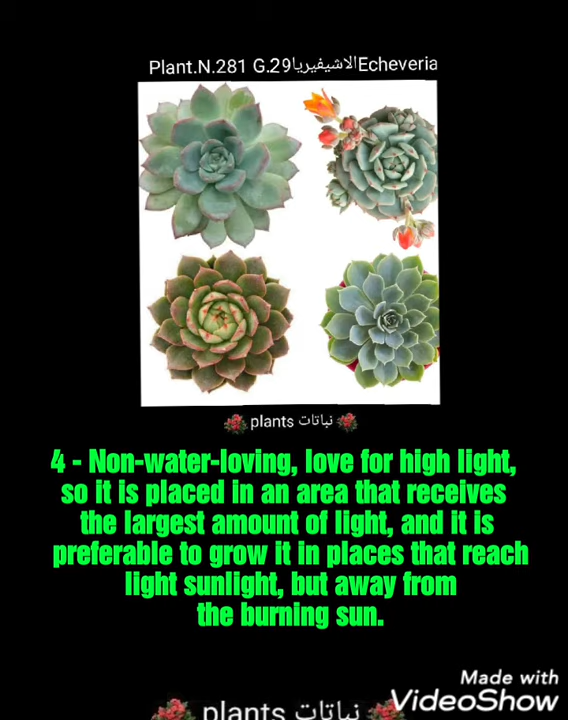 Plant.N.281 G.29الاشيفيرياEcheveria
plants نباتات
4 - Non-water-loving, love for high light,
so it is placed in an area that receives
the largest amount of light, and it is
preferable to grow it in places that reach
light sunlight, but away from
the burning sun.
Made with
VideoShow
plants نباتات